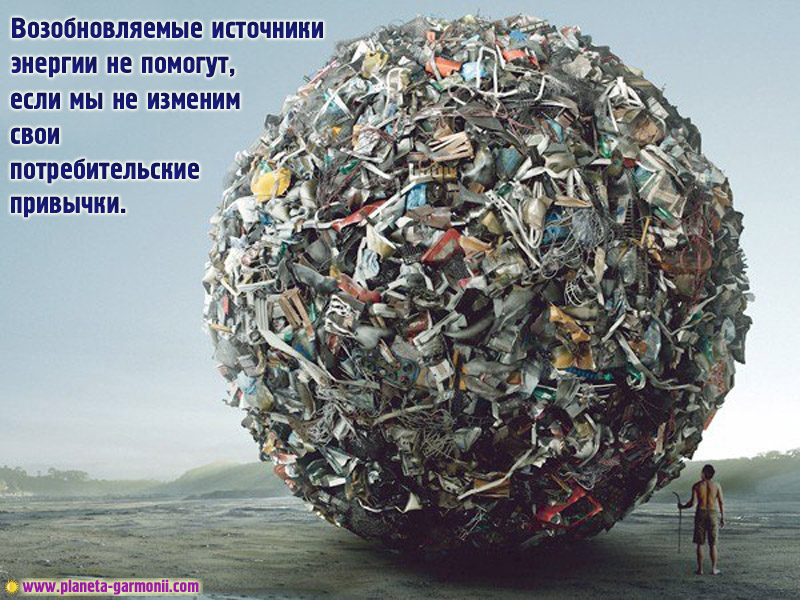 Возобновляемые источники
энергии не помогут,
если мы не изменим
свои
потребительские
привычки.
www.planeta-garmonii.com